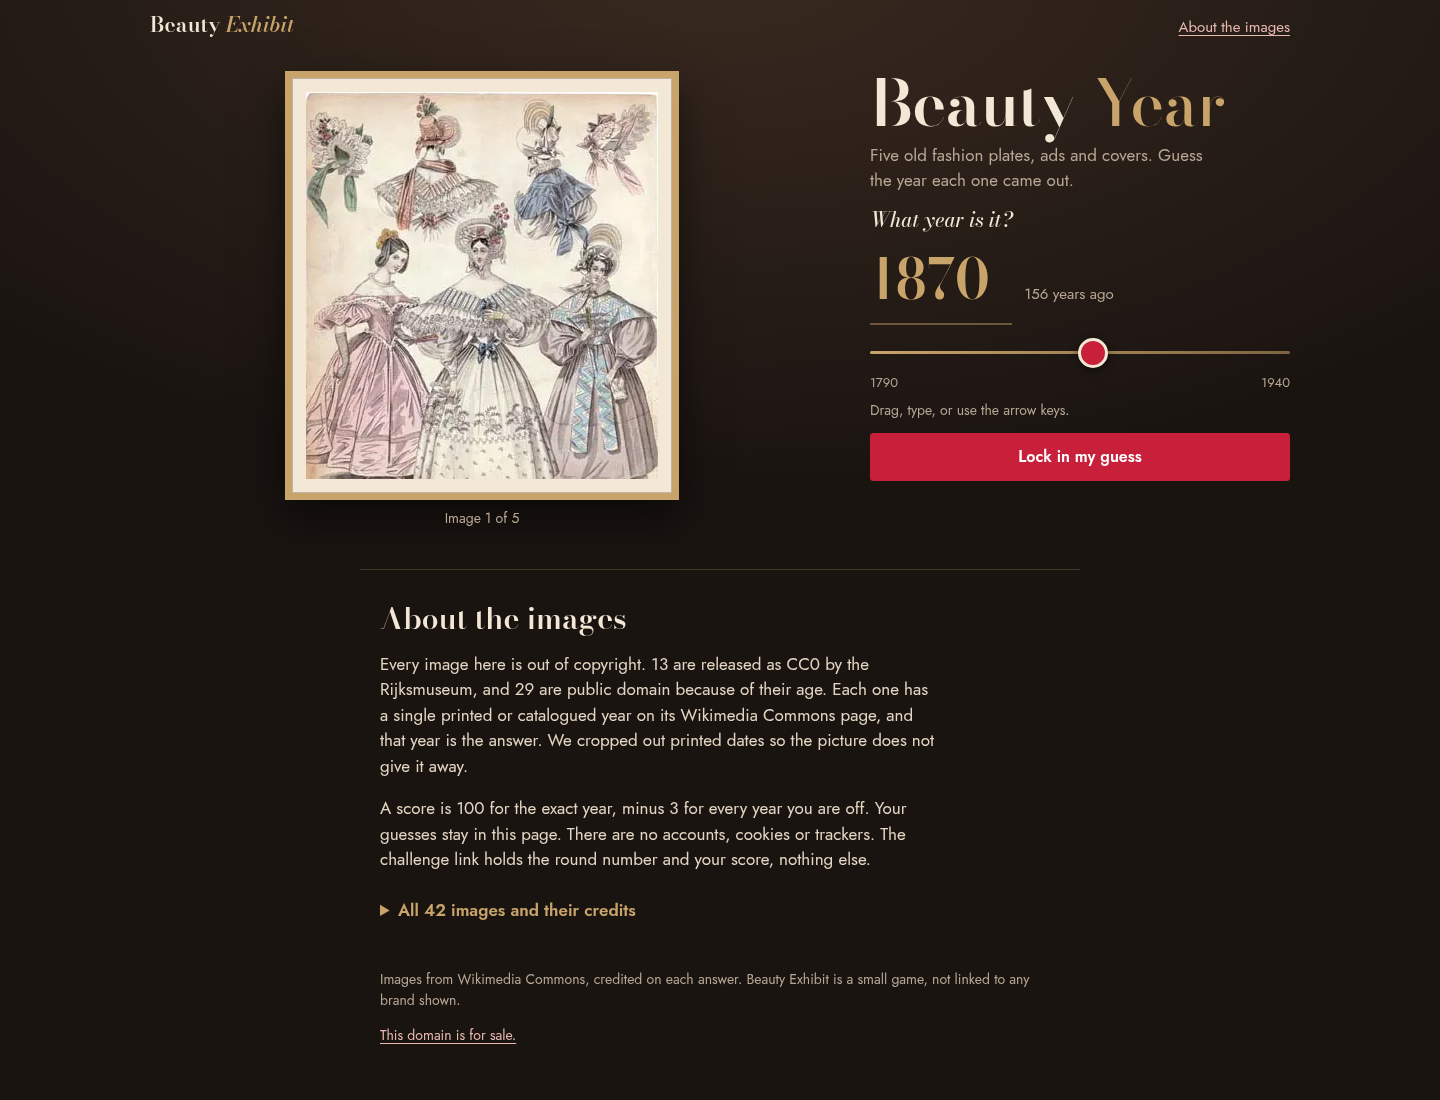 Beauty Exhibit
About the images
Beauty Year
Five old fashion plates, ads and covers. Guess
the year each one came out.
What year is it?
1870
156 years ago
1790
1940
Drag, type, or use the arrow keys.
Lock in my guess
Image 1 of 5
About the images
Every image here is out of copyright. 13 are released as CC0 by the
Rijksmuseum, and 29 are public domain because of their age. Each one has
a single printed or catalogued year on its Wikimedia Commons page, and
that year is the answer. We cropped out printed dates so the picture does not
give it away.
A score is 100 for the exact year, minus 3 for every year you are off. Your
guesses stay in this page. There are no accounts, cookies or trackers. The
challenge link holds the round number and your score, nothing else.
All 42 images and their credits
Images from Wikimedia Commons, credited on each answer. Beauty Exhibit is a small game, not linked to any
brand shown.
This domain is for sale.